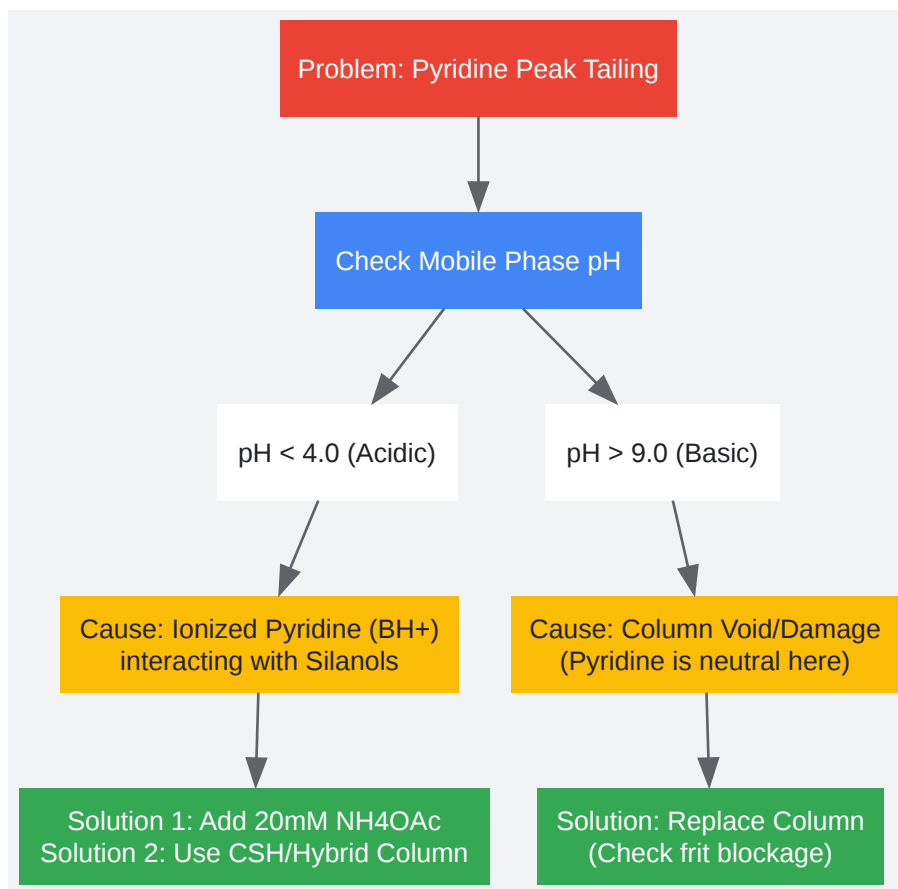 Problem: Pyridine Peak Tailing
Check Mobile Phase pH
pH < 4.0 (Acidic)
pH > 9.0 (Basic)
Cause: Ionized Pyridine (BH+)
interacting with Silanols
Cause: Column Void/Damage
(Pyridine is neutral here)
Solution 1: Add 20mM NH4OAc
Solution 2: Use CSH/Hybrid Column
Solution: Replace Column
(Check frit blockage)